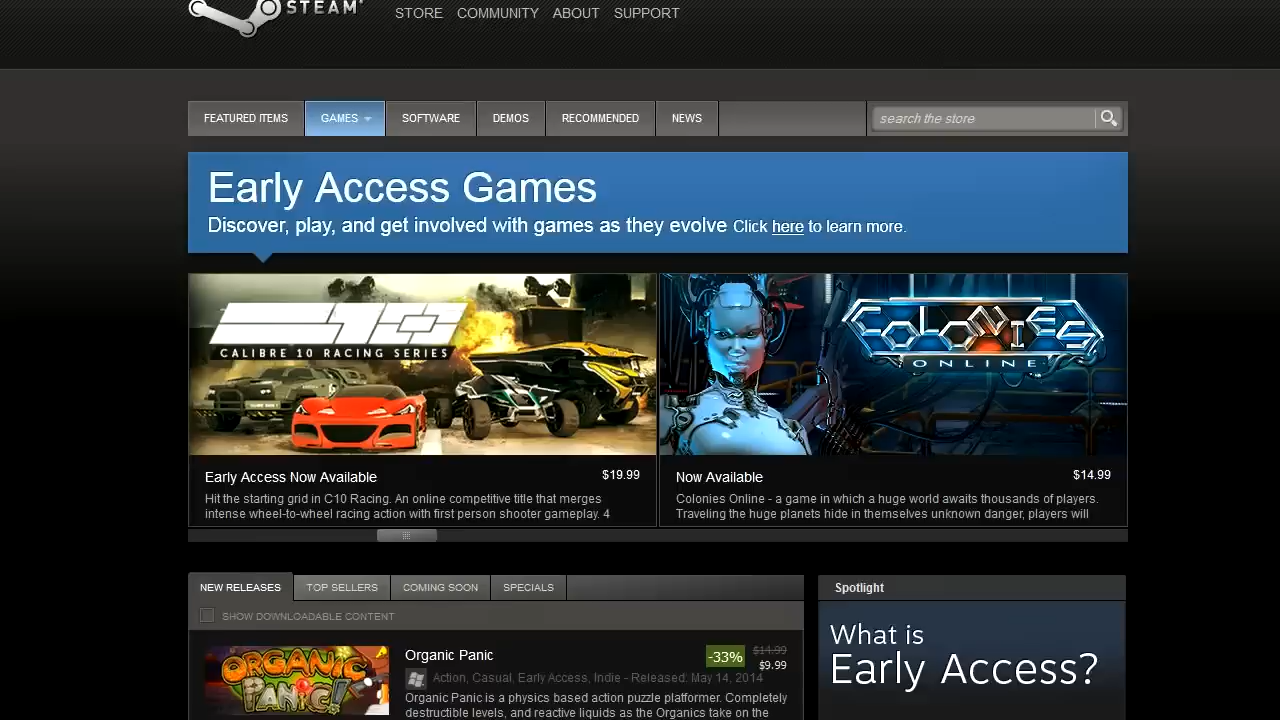 STEAM
STORE COMMUNITY ABOUT SUPPORT
FEATURED ITEMS GAMES SOFTWARE DEMOS RECOMMENDED NEWS search the store
Early Access Games
Discover, play, and get involved with games as they evolve Click here to learn more.
10
CALIBRE 10 RACING SERIES
COLONIES
ONLINE
Early Access Now Available $19.99
Hit the starting grid in C10 Racing. An online competitive title that merges
intense wheel-to-wheel racing action with first person shooter gameplay. 4
Now Available $14.99
Colonies Online - a game in which a huge world awaits thousands of players.
Traveling the huge planets hide in themselves unknown danger, players will
NEW RELEASES TOP SELLERS COMING SOON SPECIALS
SHOW DOWNLOADABLE CONTENT
ORGANIC
PANIC!
Organic Panic -33% $14.99
$9.99
Action, Casual, Early Access, Indie - Released: May 14, 2014
Organic Panic is a physics based action puzzle platformer. Completely
destructible levels, and reactive liquids as the Organics take on the
Spotlight
What is
Early Access?